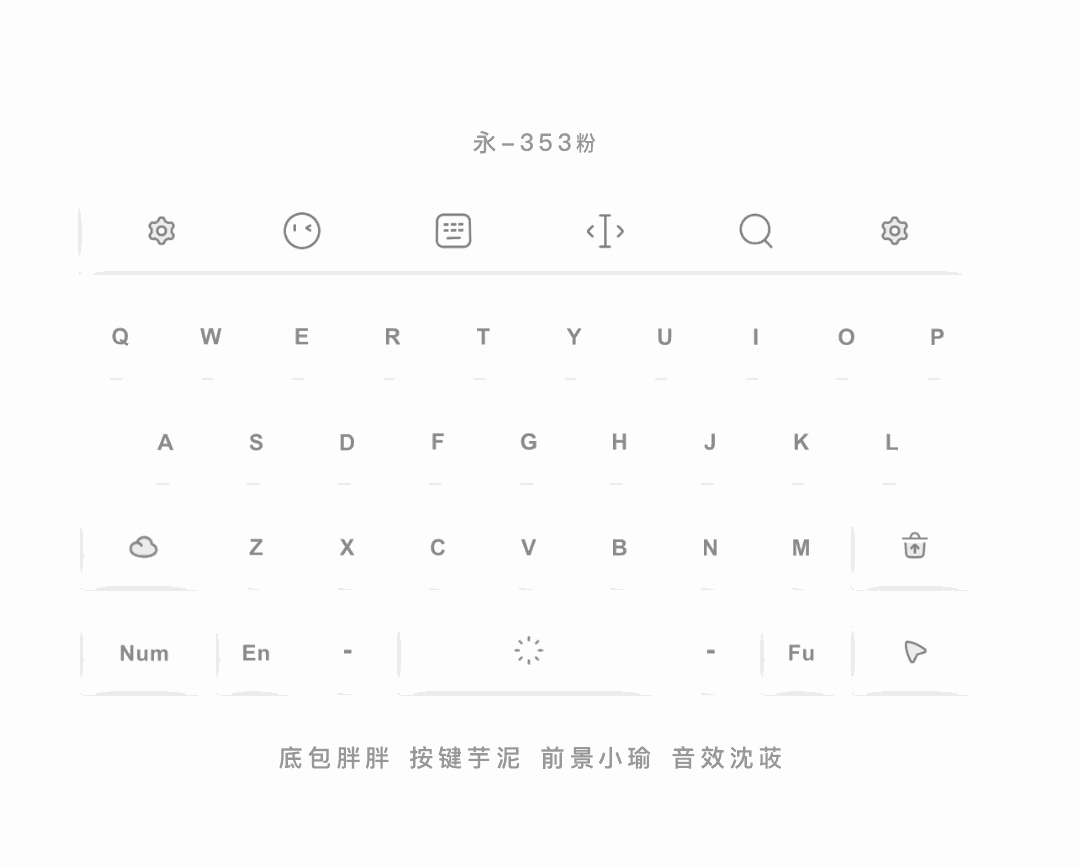 永-353粉
Q W E R T Y U I O P
A S D F G H J K L
Z X C V B N M
Num En - - Fu
底包胖胖 按键芋泥 前景小瑜 音效沈荍